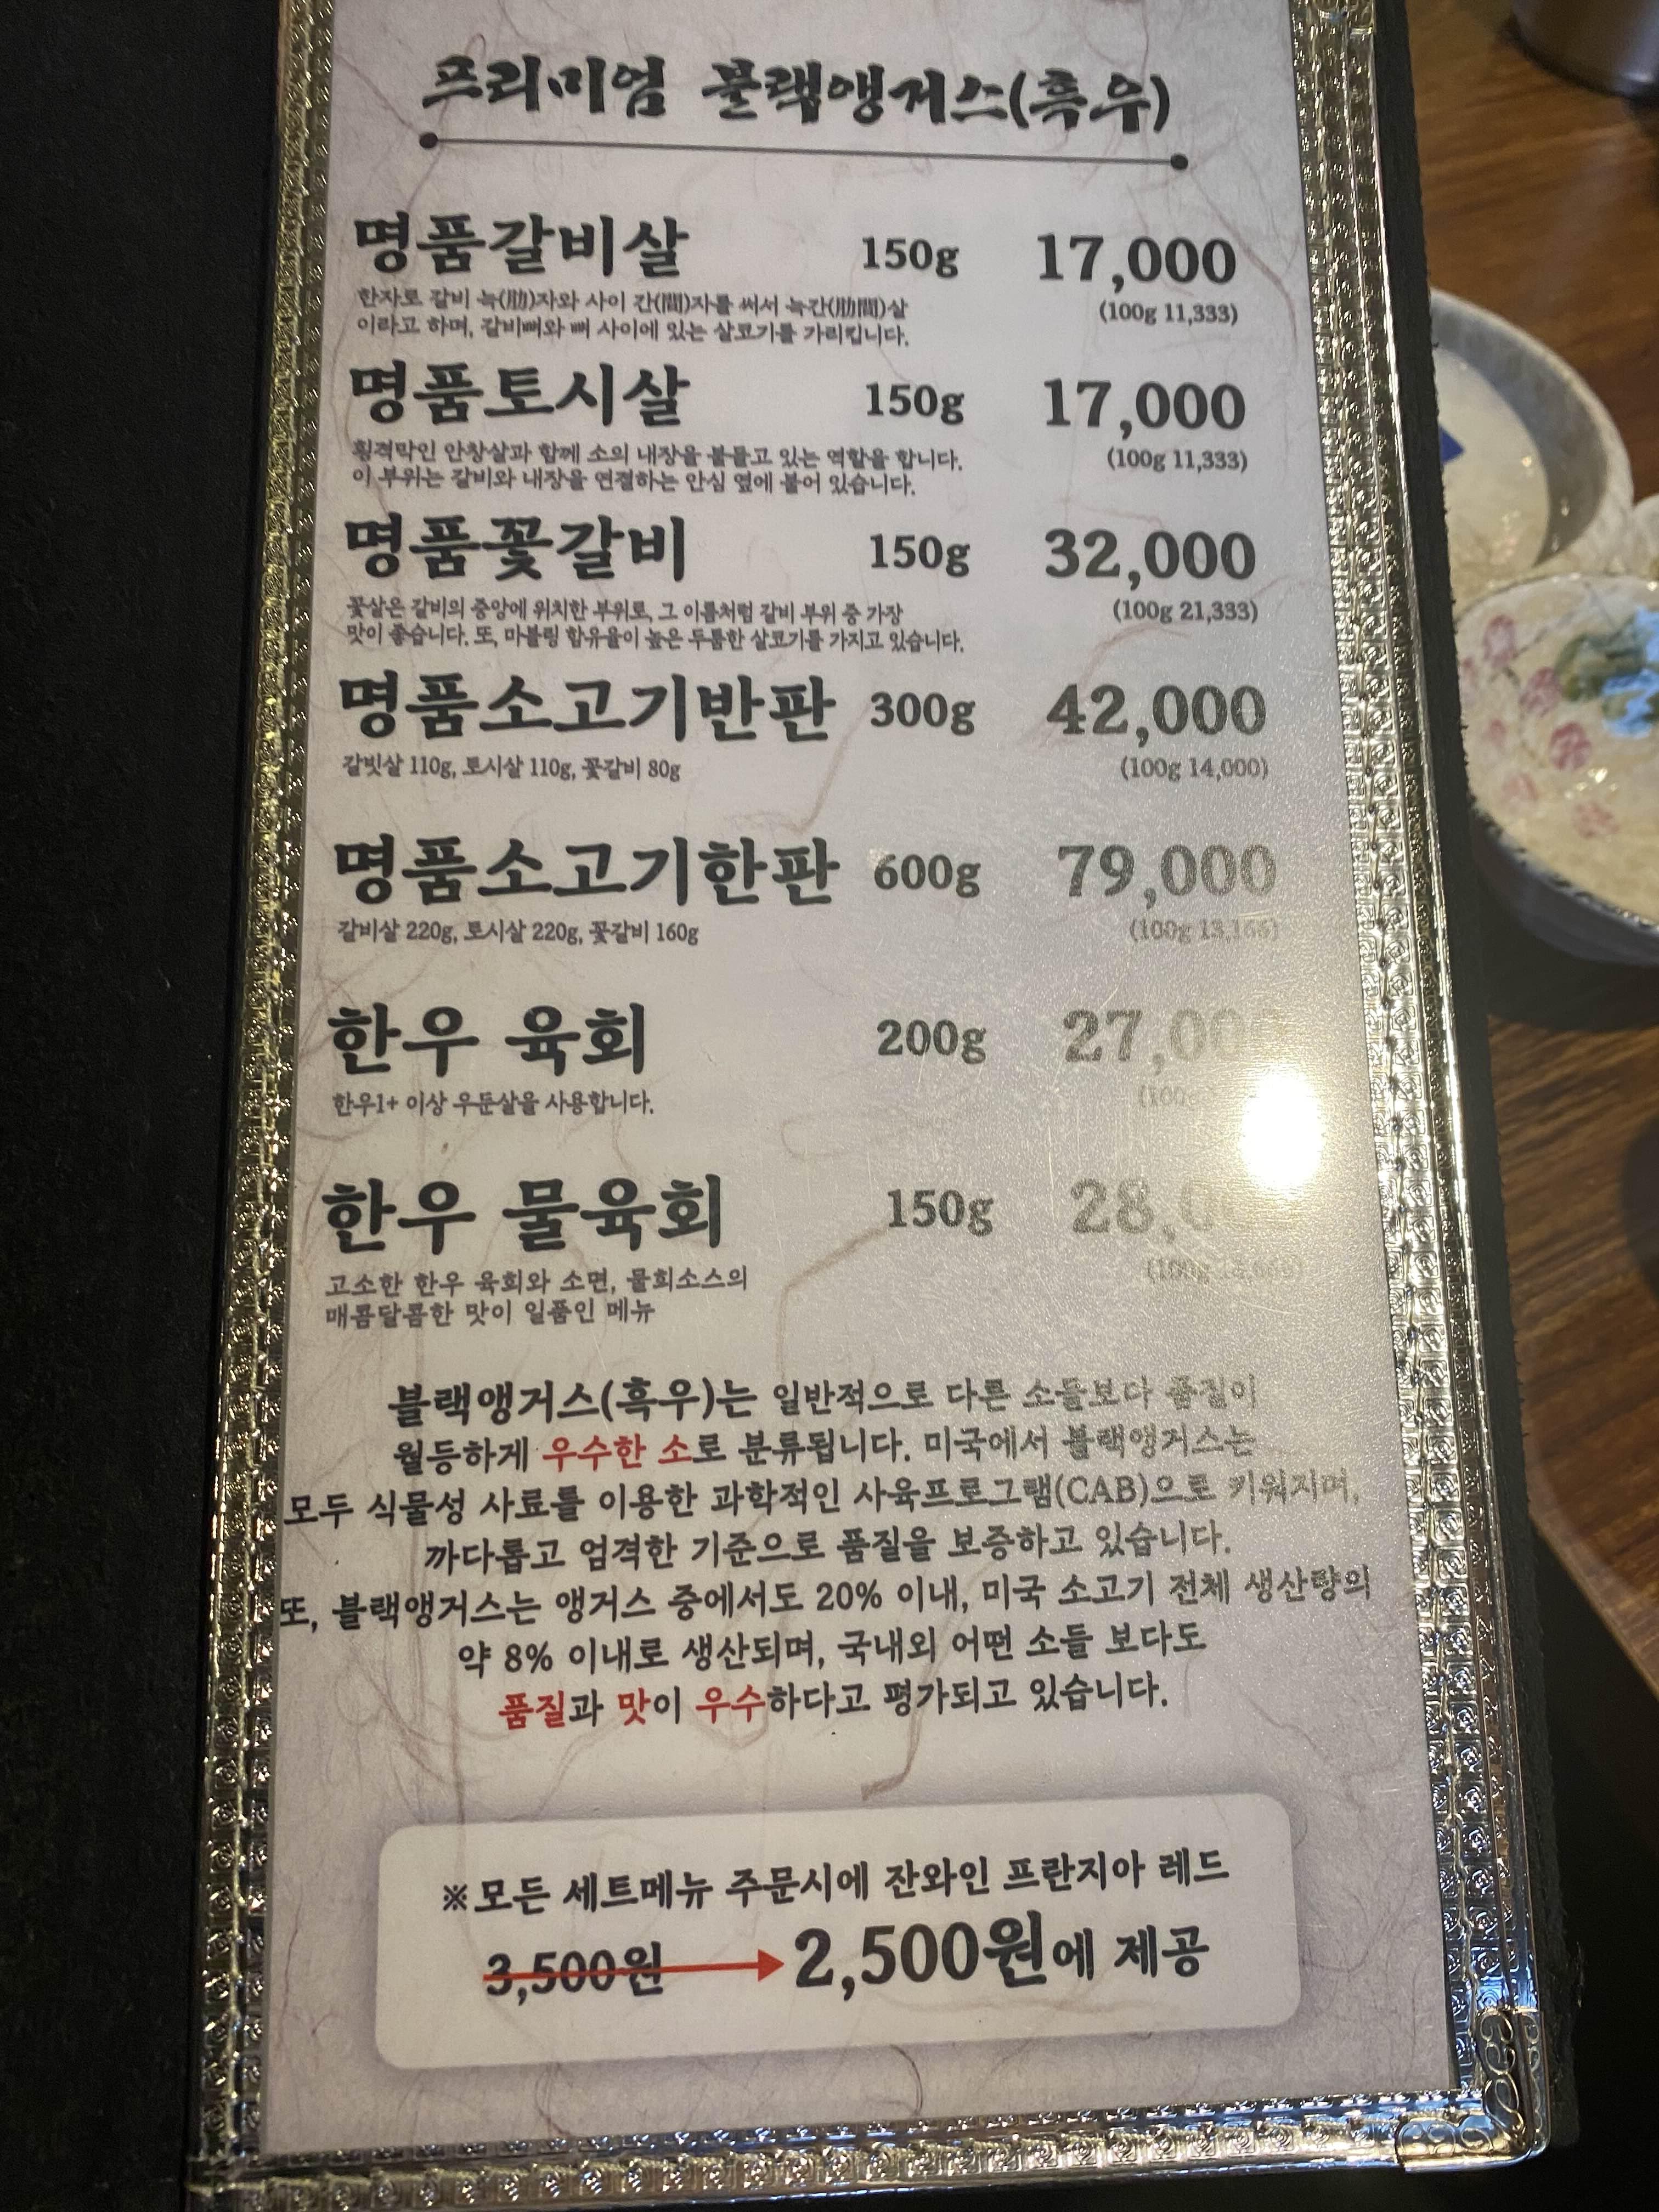 프리미엄 블랙앵거스(흑우)
명품갈비살 150g 17,000
한자로 갈비 늑(肋)자와 사이 간(間)자를 써서 늑간(肋間)살 (100g 11,333)
이라고 하며, 갈비뼈와 뼈 사이에 있는 살코기를 가리킵니다.
명품토시살 150g 17,000
횡격막인 안창살과 함께 소의 내장을 붙들고 있는 역할을 합니다. (100g 11,333)
이 부위는 갈비와 내장을 연결하는 안심 옆에 붙어 있습니다.
명품꽃갈비 150g 32,000
꽃살은 갈비의 중앙에 위치한 부위로, 그 이름처럼 갈비 부위 중 가장 (100g 21,333)
맛이 좋습니다. 또, 마블링 함유율이 높은 두툼한 살코기를 가지고 있습니다.
명품소고기반판 300g 42,000
갈빗살 110g, 토시살 110g, 꽃갈비 80g (100g 14,000)
명품소고기한판 600g 79,000
갈비살 220g, 토시살 220g, 꽃갈비 160g (100g 13,166)
한우 육회 200g
한우1+ 이상 우둔살을 사용합니다. (100g
한우 물육회 150g
고소한 한우 육회와 소면, 물회소스의 (100g
매콤달콤한 맛이 일품인 메뉴
블랙앵거스(흑우)는 일반적으로 다른 소들보다 품질이
월등하게 우수한 소로 분류됩니다. 미국에서 블랙앵거스는
모두 식물성 사료를 이용한 과학적인 사육프로그램(CAB)으로 키워지며,
까다롭고 엄격한 기준으로 품질을 보증하고 있습니다.
또, 블랙앵거스는 앵거스 중에서도 20% 이내, 미국 소고기 전체 생산량의
약 8% 이내로 생산되며, 국내외 어떤 소들 보다도
품질과 맛이 우수하다고 평가되고 있습니다.
※모든 세트메뉴 주문시에 잔와인 프란지아 레드
3,500원 2,500원에 제공